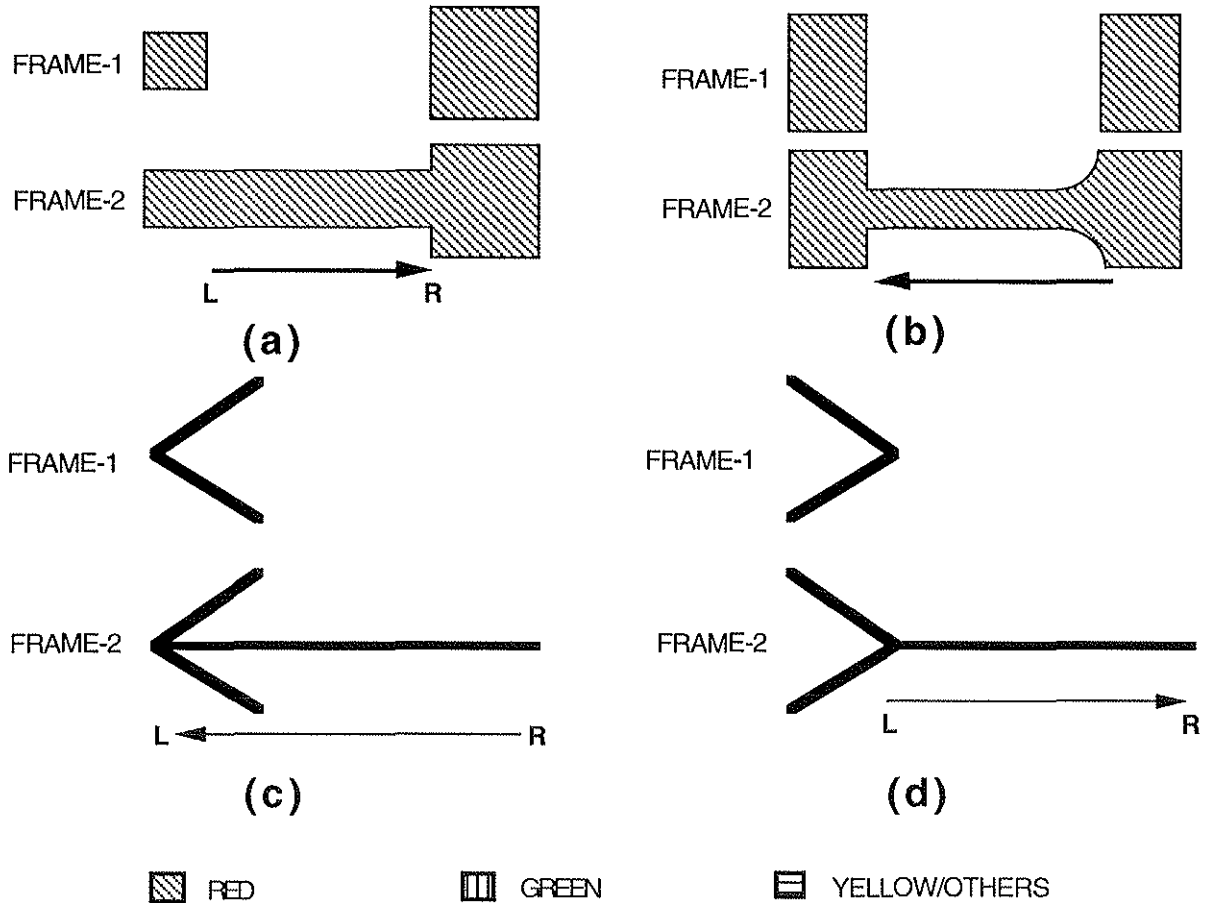 FRAME-1
FRAME-2
L R
(a)
FRAME-1
FRAME-2
(b)
FRAME-1
FRAME-2
L R
(c)
FRAME-1
FRAME-2
L R
(d)
RED GREEN YELLOW/OTHERS